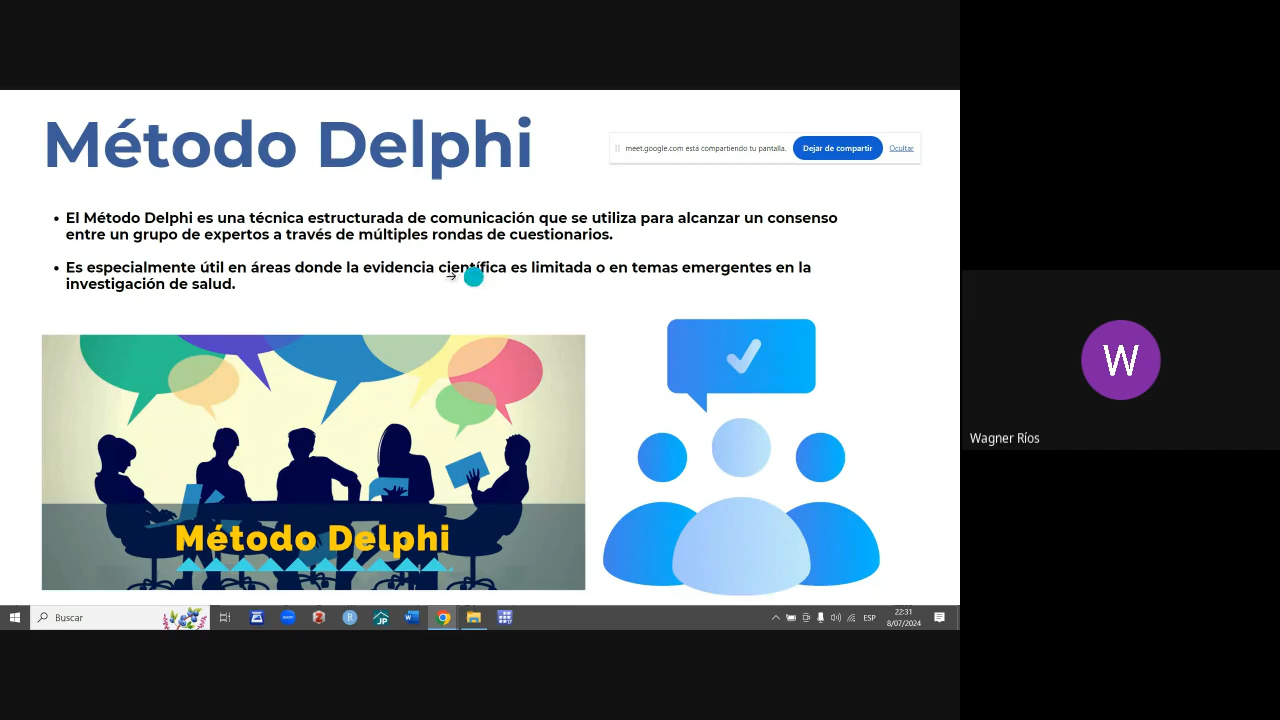 Método Delphi
meet.google.com está compartiendo tu pantalla.
Dejar de compartir
Ocultar
• El Método Delphi es una técnica estructurada de comunicación que se utiliza para alcanzar un consenso
entre un grupo de expertos a través de múltiples rondas de cuestionarios.
• Es especialmente útil en áreas donde la evidencia científica es limitada o en temas emergentes en la
investigación de salud.
Método Delphi
W
Wagner Ríos
Buscar
ESP
22:31
8/07/2024